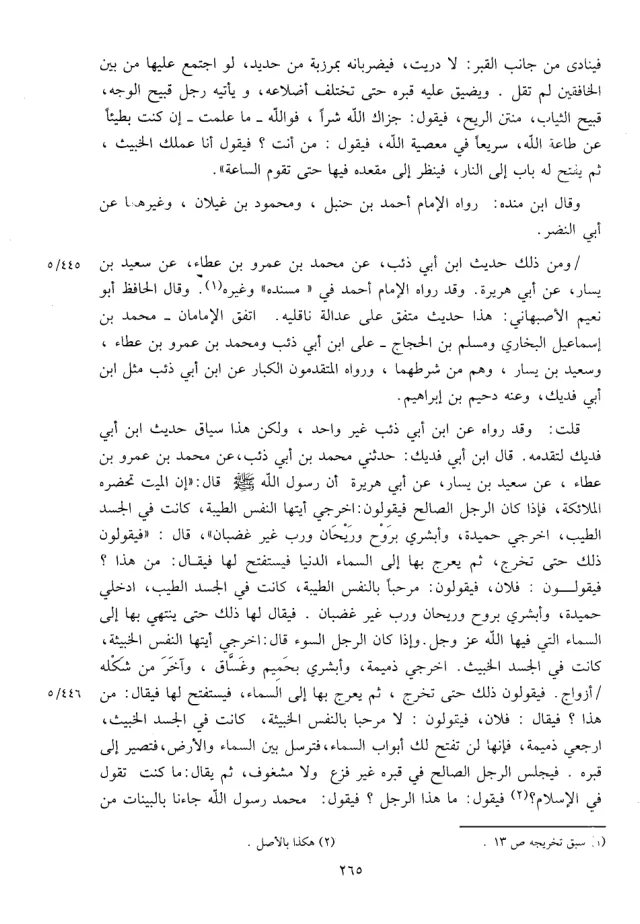 فينادى من جانب القبر: لا دريت، فيضربانه بمرزبة من حديد، لو اجتمع عليها من بين
الخافقين لم تقل . ويضيق عليه قبره حتى تختلف أضلاعه، و يأتيه رجل قبيح الوجه،
قبيح الثياب، منتن الريح، فيقول: جزاك الله شراً ، فوالله ـ ما علمت ـ إن كنت بطيئاً
عن طاعة الله، سريعاً في معصية الله، فيقول : من أنت ؟ فيقول أنا عملك الخبيث ،
ثم يفتح له باب إلى النار، فينظر إلى مقعده فيها حتى تقوم الساعة».
وقال ابن منده: رواه الإمام أحمد بن حنبل ، ومحمود بن غيلان ، وغيرهما عن
أبي النضر.
/ ومن ذلك حديث ابن أبي ذئب، عن محمد بن عمرو بن عطاء، عن سعيد بن ٥/٤٤٥
يسار، عن أبي هريرة. وقد رواه الإمام أحمد في « مسنده» وغيره(١). وقال الحافظ أبو
نعيم الأصبهاني: هذا حديث متفق على عدالة ناقليه. اتفق الإمامان ـ محمد بن
إسماعيل البخاري ومسلم بن الحجاج ـ على ابن أبي ذئب ومحمد بن عمرو بن عطاء ،
وسعيد بن يسار ، وهم من شرطهما ، ورواه المتقدمون الكبار عن ابن أبي ذئب مثل ابن
أبي فديك، وعنه دحيم بن إبراهيم.
قلت: وقد رواه عن ابن أبي ذئب غير واحد ، ولكن هذا سياق حديث ابن أبي
فديك لتقدمه. قال ابن أبي فديك: حدثني محمد بن أبي ذئب،عن محمد بن عمرو بن
عطاء ، عن سعيد بن يسار، عن أبي هريرة أن رسول الله ﷺ قال:«إن الميت تحضره
الملائكة، فإذا كان الرجل الصالح فيقولون:اخرجي أيتها النفس الطيبة، كانت في الجسد
الطيب، اخرجي حميدة، وأبشري بِرَوْح وريْحَان ورب غير غضبان»، قال : «فيقولون
ذلك حتى تخرج، ثم يعرج بها إلى السماء الدنيا فيستفتح لها فيقال: من هذا ؟
فيقولون : فلان، فيقولون: مرحباً بالنفس الطيبة، كانت في الجسد الطيب، ادخلي
حميدة، وأبشري بروح وريحان ورب غير غضبان . فيقال لها ذلك حتى ينتهي بها إلى
السماء التي فيها الله عز وجل.وإذا كان الرجل السوء قال:اخرجي أيتها النفس الخبيثة،
كانت في الجسد الخبيث. اخرجي ذميمة، وأبشري بحَمِيم وغَسَّاق ، وآخَرَ من شَكْله
/ أزواج. فيقولون ذلك حتى تخرج ، ثم يعرج بها إلى السماء، فيستفتح لها فيقال: من ٥/٤٤٦
هذا ؟ فيقال : فلان، فيقولون : لا مرحبا بالنفس الخبيثة، كانت في الجسد الخبيث،
ارجعي ذميمة، فإنها لن تفتح لك أبواب السماء،فترسل بين السماء والأرض،فتصير إلى
قبره . فيجلس الرجل الصالح في قبره غير فزع ولا مشغوف، ثم يقال:ما كنت تقول
في الإسلام؟(٢) فيقول: ما هذا الرجل ؟ فيقول: محمد رسول الله جاءنا بالبينات من
(١) سبق تخريجه ص ١٣ . (٢) هكذا بالأصل .
٢٦٥